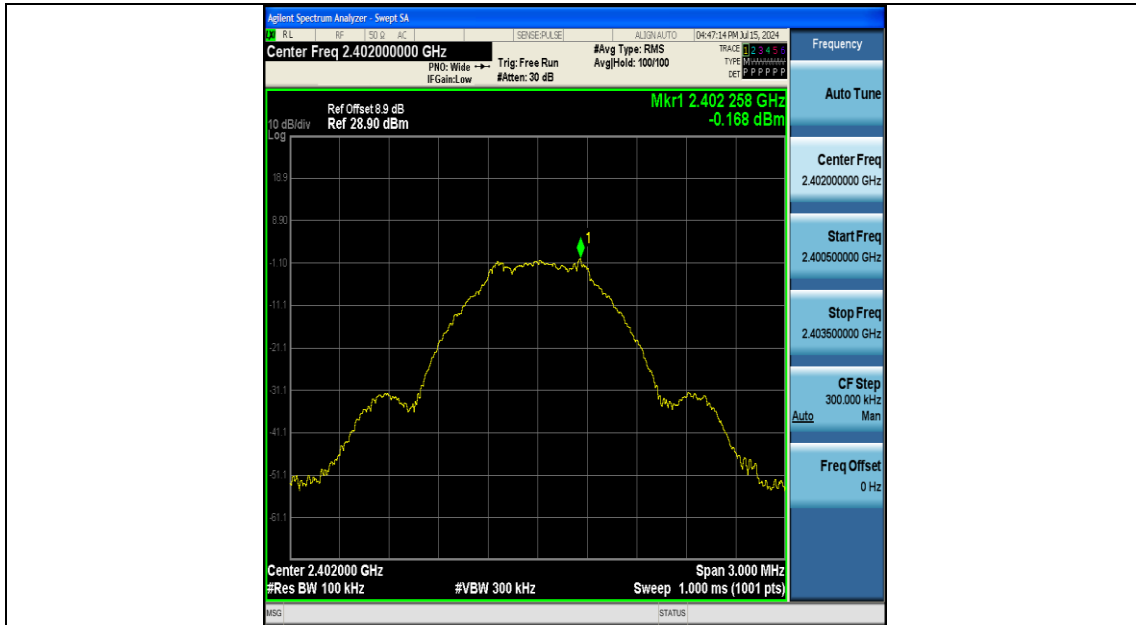 Agilent Spectrum Analyzer - Swept SA
RL RF 50 Ω AC SENSE:PULSE ALIGN AUTO 04:47:14 PM Jul 15, 2024
Center Freq 2.402000000 GHz
PNO: Wide
IFGain:Low
Trig: Free Run
#Atten: 30 dB
#Avg Type: RMS
Avg|Hold: 100/100
TRACE 1 2 3 4 5 6
TYPE M
DET P P P P P P
Mkr1 2.402 258 GHz
-0.168 dBm
Ref Offset 8.9 dB
10 dB/div Ref 28.90 dBm
Log
18.9
8.90
-1.10
-11.1
-21.1
-31.1
-41.1
-51.1
-61.1
1
Center 2.402000 GHz Span 3.000 MHz
#Res BW 100 kHz #VBW 300 kHz Sweep 1.000 ms (1001 pts)
MSG STATUS
Frequency
Auto Tune
Center Freq
2.402000000 GHz
Start Freq
2.400500000 GHz
Stop Freq
2.403500000 GHz
CF Step
300.000 kHz
Auto Man
Freq Offset
0 Hz